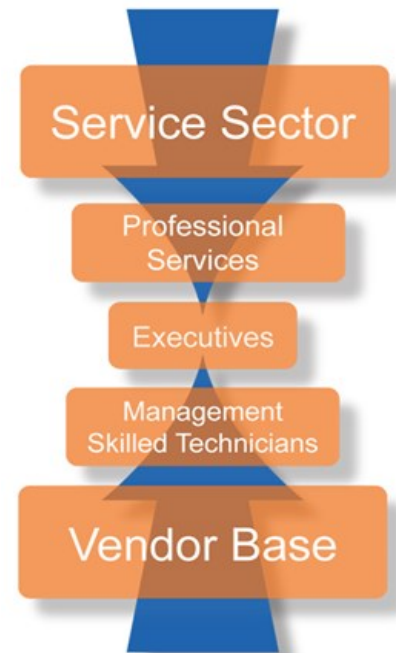 Service Sector
Professional
Services
Executives
Management
Skilled Technicians
Vendor Base